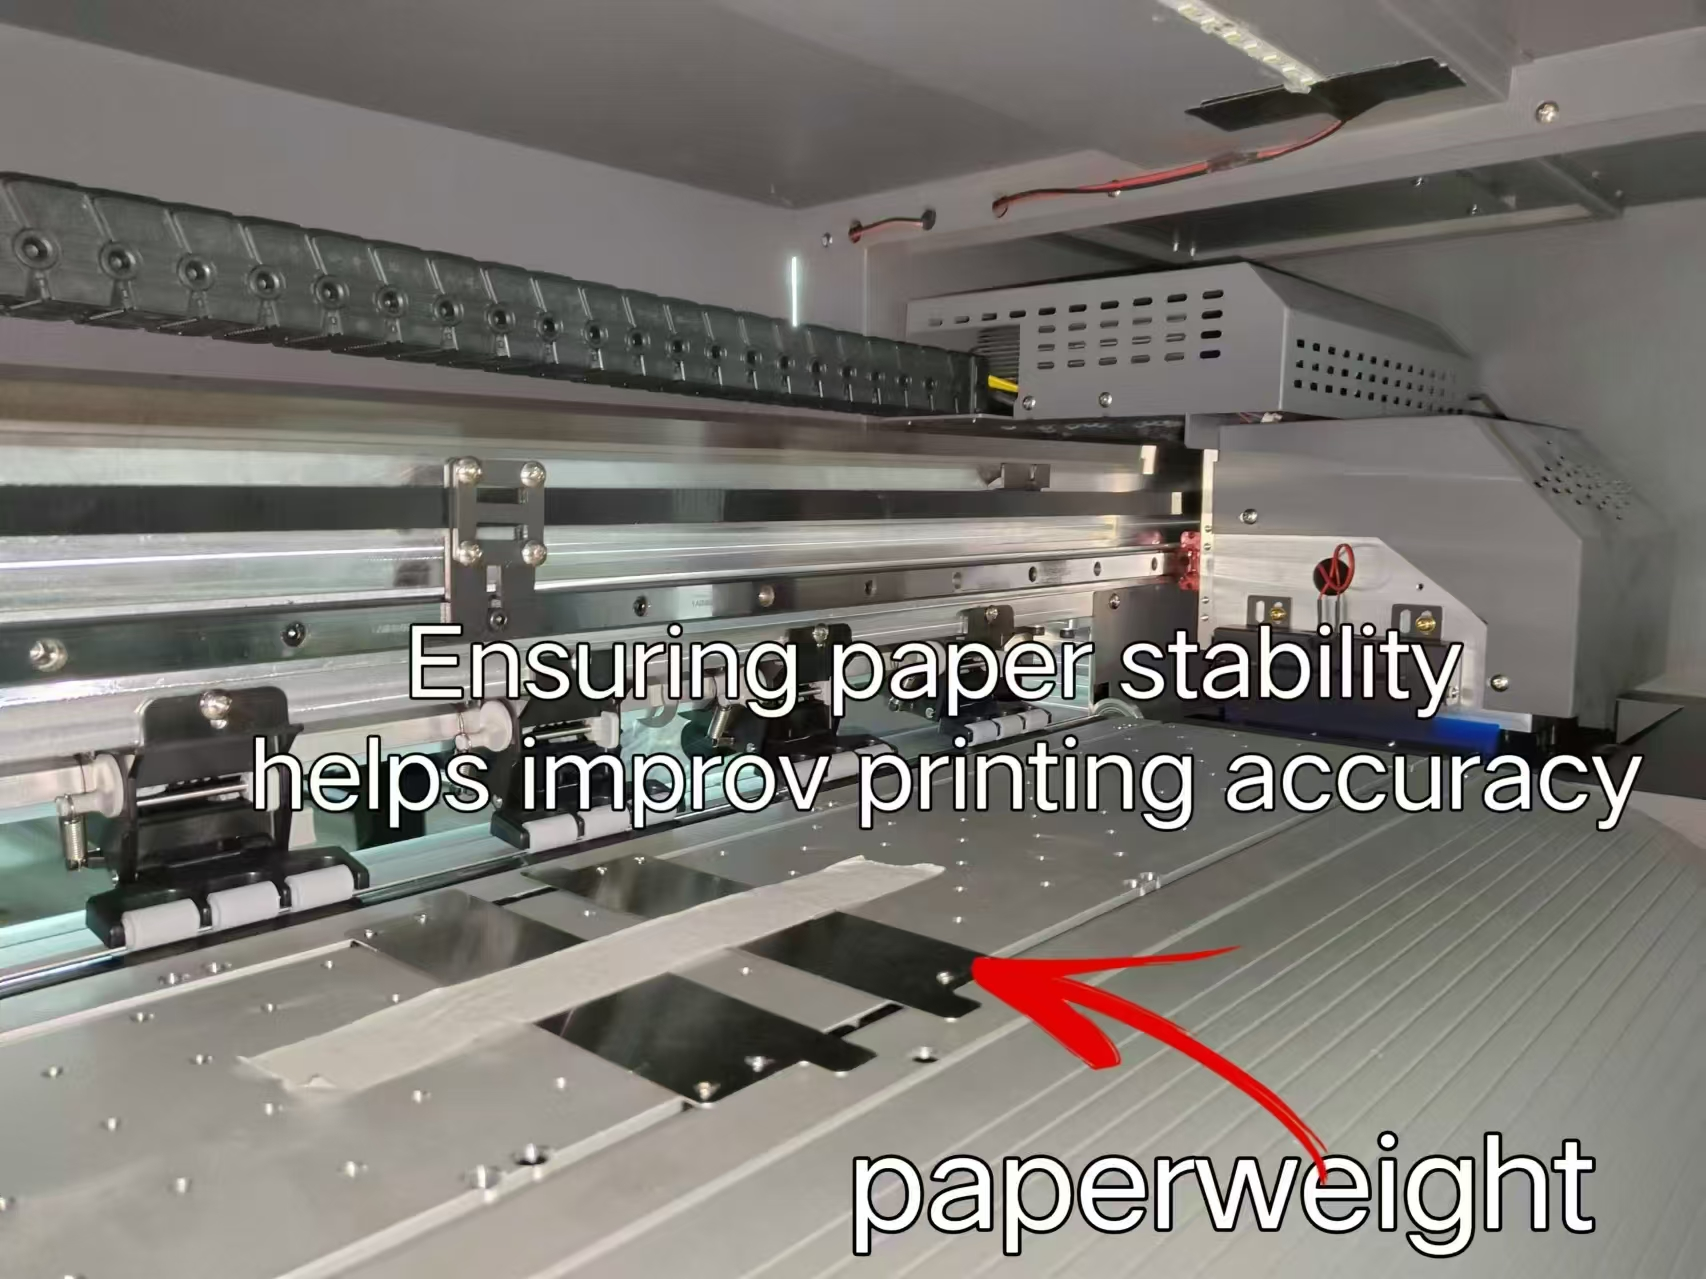 Ensuring paper stability
helps improv printing accuracy
paperweight